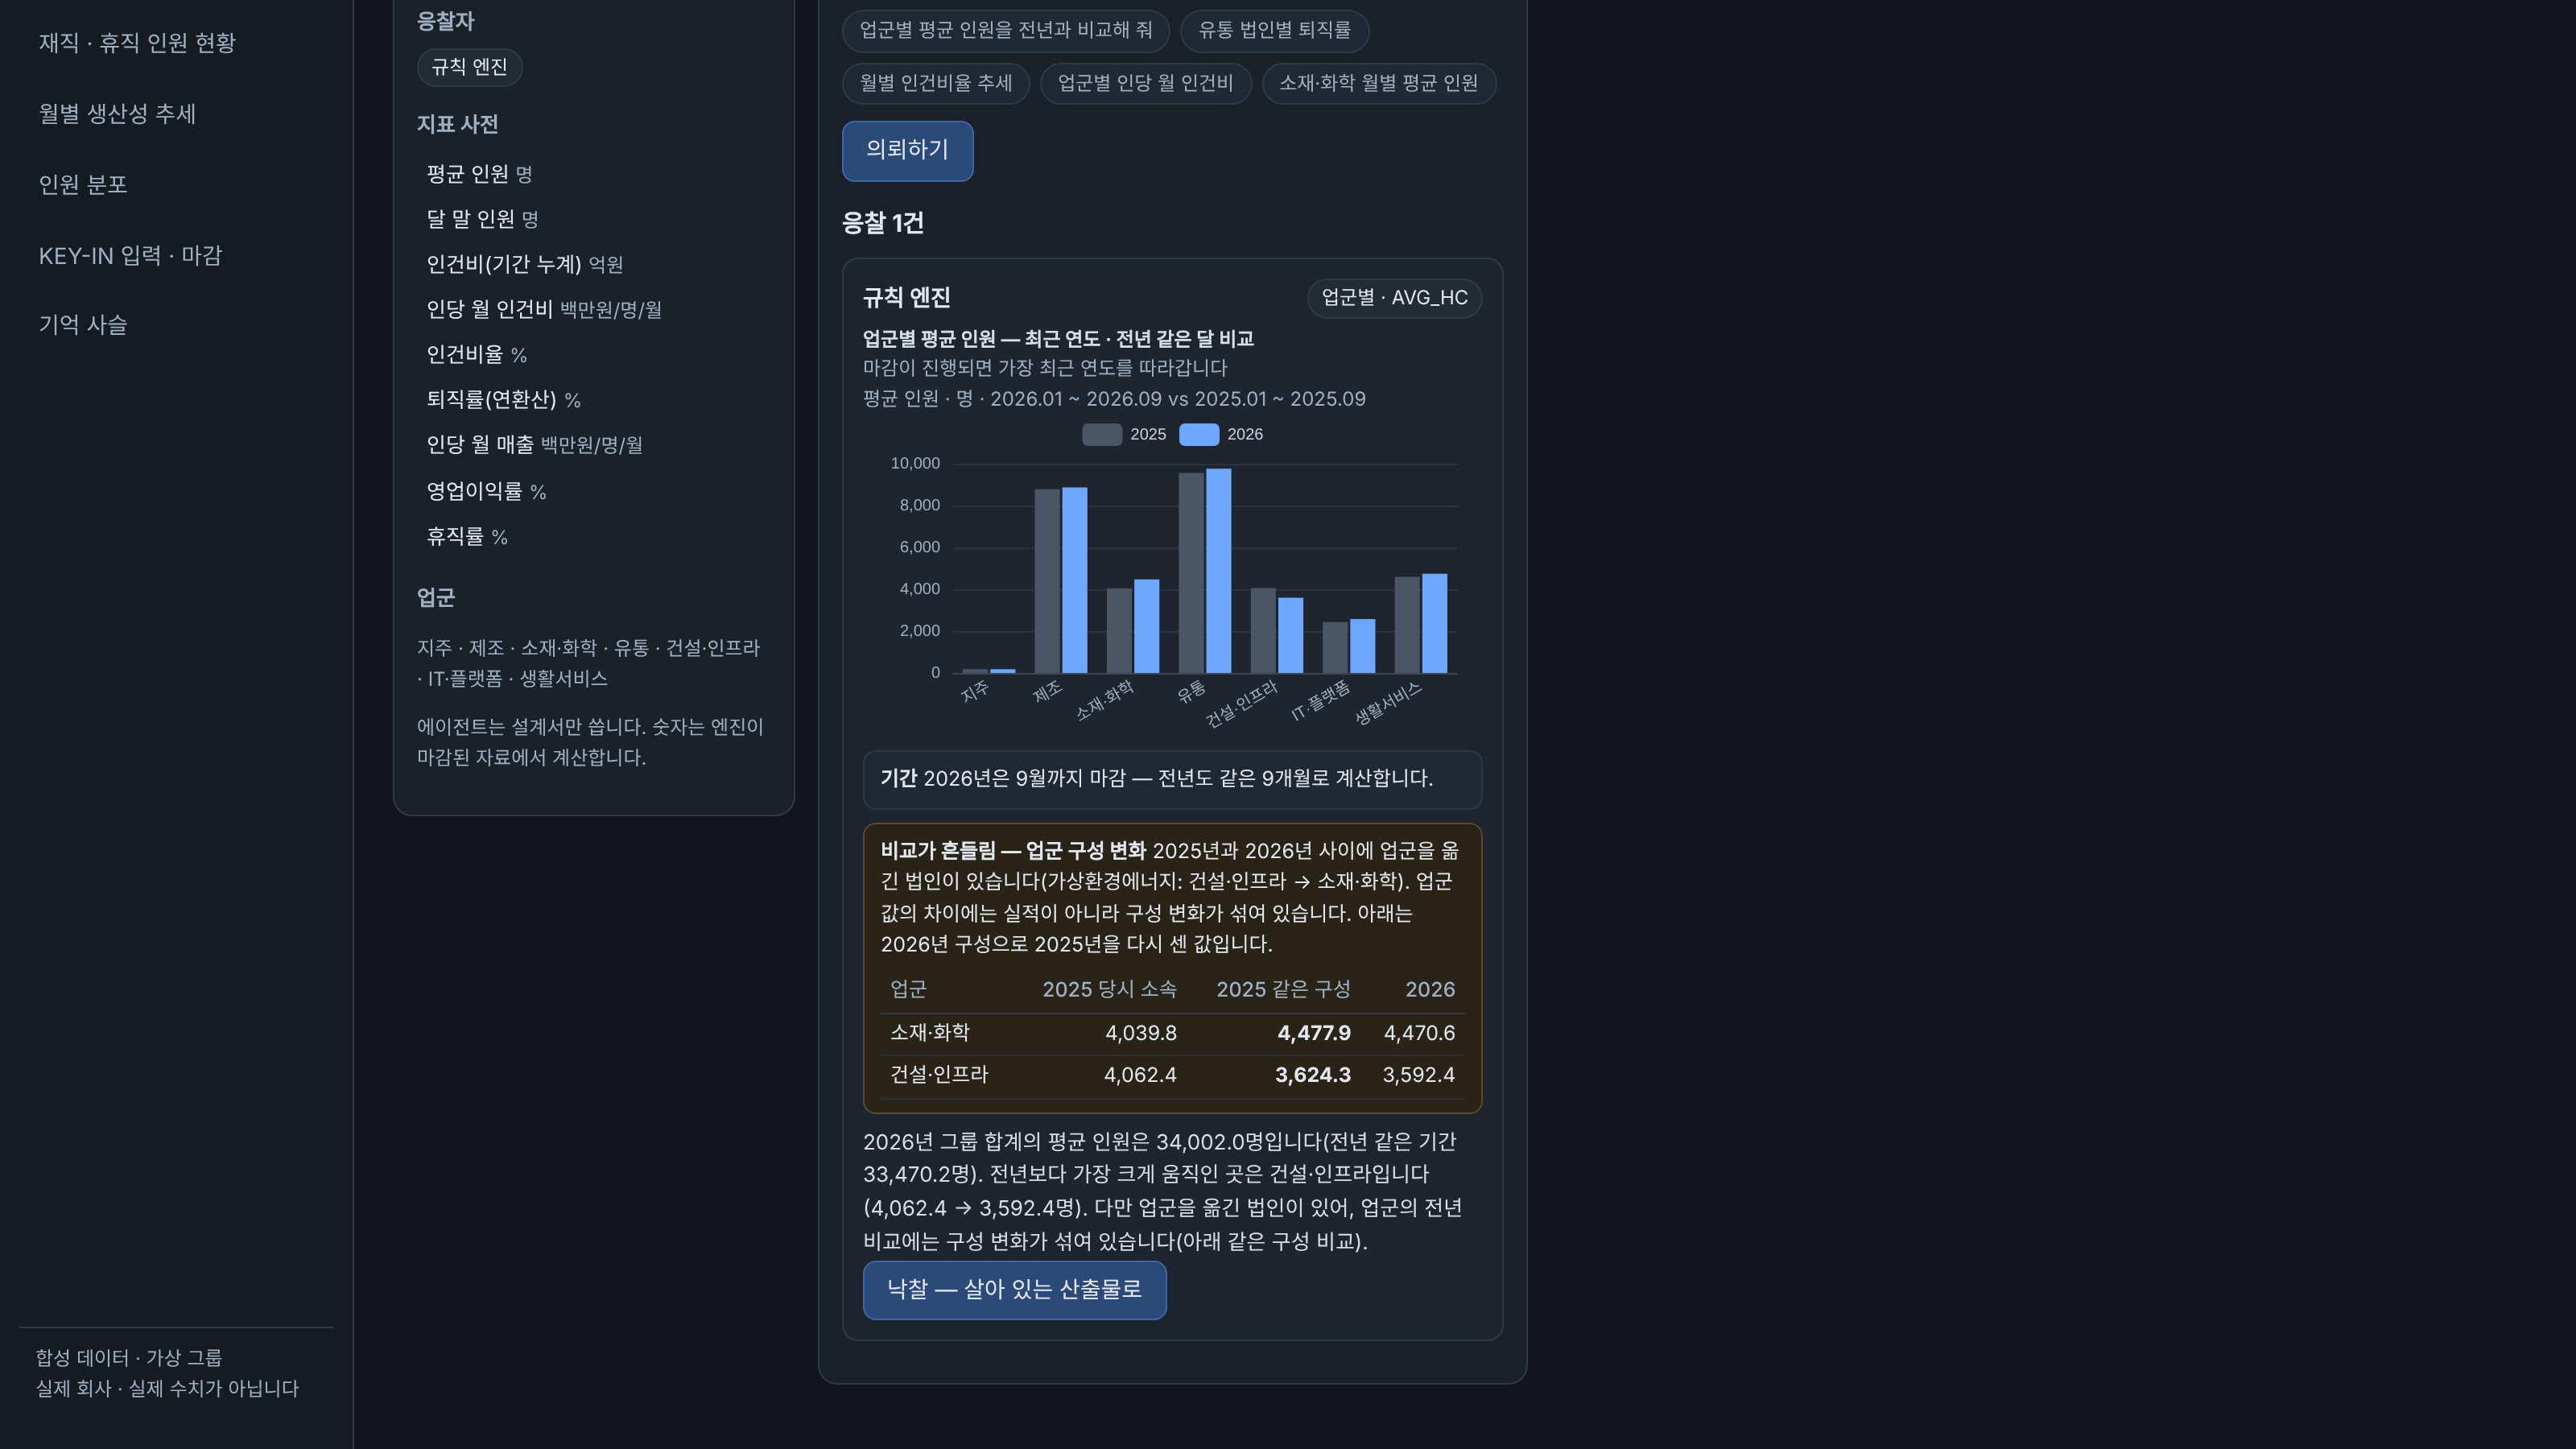 재직 · 휴직 인원 현황
월별 생산성 추세
인원 분포
KEY-IN 입력 · 마감
기억 사슬
합성 데이터 · 가상 그룹
실제 회사 · 실제 수치가 아닙니다
응찰자
규칙 엔진
지표 사전
평균 인원 명
달 말 인원 명
인건비(기간 누계) 억원
인당 월 인건비 백만원/명/월
인건비율 %
퇴직률(연환산) %
인당 월 매출 백만원/명/월
영업이익률 %
휴직률 %
업군
지주 · 제조 · 소재·화학 · 유통 · 건설·인프라
· IT·플랫폼 · 생활서비스
에이전트는 설계서만 씁니다. 숫자는 엔진이
마감된 자료에서 계산합니다.
업군별 평균 인원을 전년과 비교해 줘
유통 법인별 퇴직률
월별 인건비율 추세
업군별 인당 월 인건비
소재·화학 월별 평균 인원
의뢰하기
응찰 1건
규칙 엔진
업군별 · AVG_HC
업군별 평균 인원 — 최근 연도 · 전년 같은 달 비교
마감이 진행되면 가장 최근 연도를 따라갑니다
평균 인원 · 명 · 2026.01 ~ 2026.09 vs 2025.01 ~ 2025.09
2025 2026
10,000
8,000
6,000
4,000
2,000
0
지주 제조 소재·화학 유통 건설·인프라 IT·플랫폼 생활서비스
기간 2026년은 9월까지 마감 — 전년도 같은 9개월로 계산합니다.
비교가 흔들림 — 업군 구성 변화 2025년과 2026년 사이에 업군을 옮
긴 법인이 있습니다(가상환경에너지: 건설·인프라 → 소재·화학). 업군
값의 차이에는 실적이 아니라 구성 변화가 섞여 있습니다. 아래는
2026년 구성으로 2025년을 다시 센 값입니다.
업군 2025 당시 소속 2025 같은 구성 2026
소재·화학 4,039.8 4,477.9 4,470.6
건설·인프라 4,062.4 3,624.3 3,592.4
2026년 그룹 합계의 평균 인원은 34,002.0명입니다(전년 같은 기간
33,470.2명). 전년보다 가장 크게 움직인 곳은 건설·인프라입니다
(4,062.4 → 3,592.4명). 다만 업군을 옮긴 법인이 있어, 업군의 전년
비교에는 구성 변화가 섞여 있습니다(아래 같은 구성 비교).
낙찰 — 살아 있는 산출물로